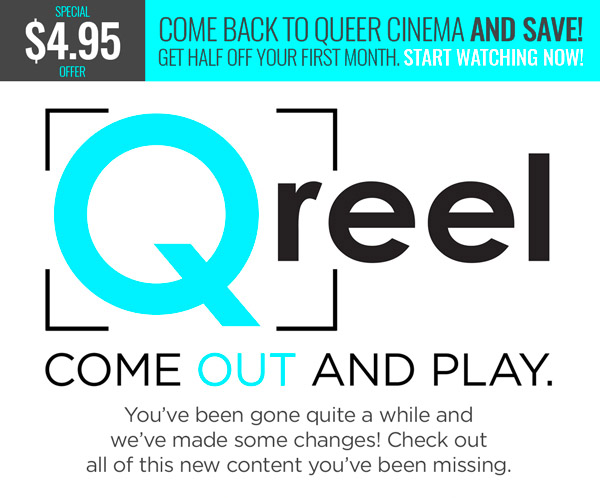 SPECIAL
$4.95
OFFER
COME BACK TO QUEER CINEMA AND SAVE!
GET HALF OFF YOUR FIRST MONTH. START WATCHING NOW!
Qreel
COME OUT AND PLAY.
You've been gone quite a while and
we've made some changes! Check out
all of this new content you've been missing.